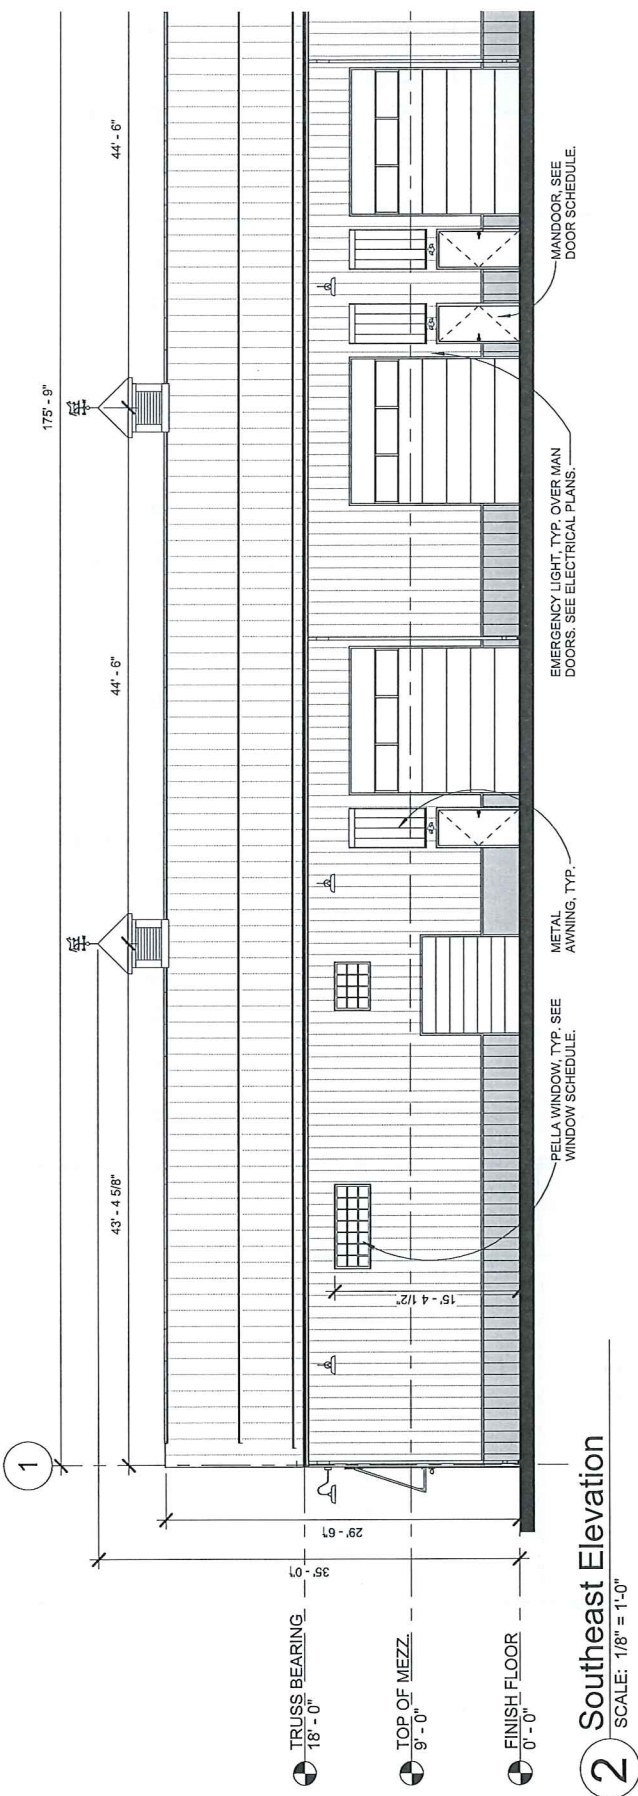 1
175' - 9"
43' - 4 5/8"
44' - 6"
44' - 6"
35' - 0"
29' - 6"
15' - 4 1/2"
TRUSS BEARING
18' - 0"
TOP OF MEZZ.
9' - 0"
FINISH FLOOR
0' - 0"
PELLA WINDOW, TYP. SEE
WINDOW SCHEDULE.
METAL
AWNING, TYP.
EMERGENCY LIGHT, TYP. OVER MAN
DOORS. SEE ELECTRICAL PLANS.
MANDOOR, SEE
DOOR SCHEDULE.
2
Southeast Elevation
SCALE: 1/8" = 1'-0"